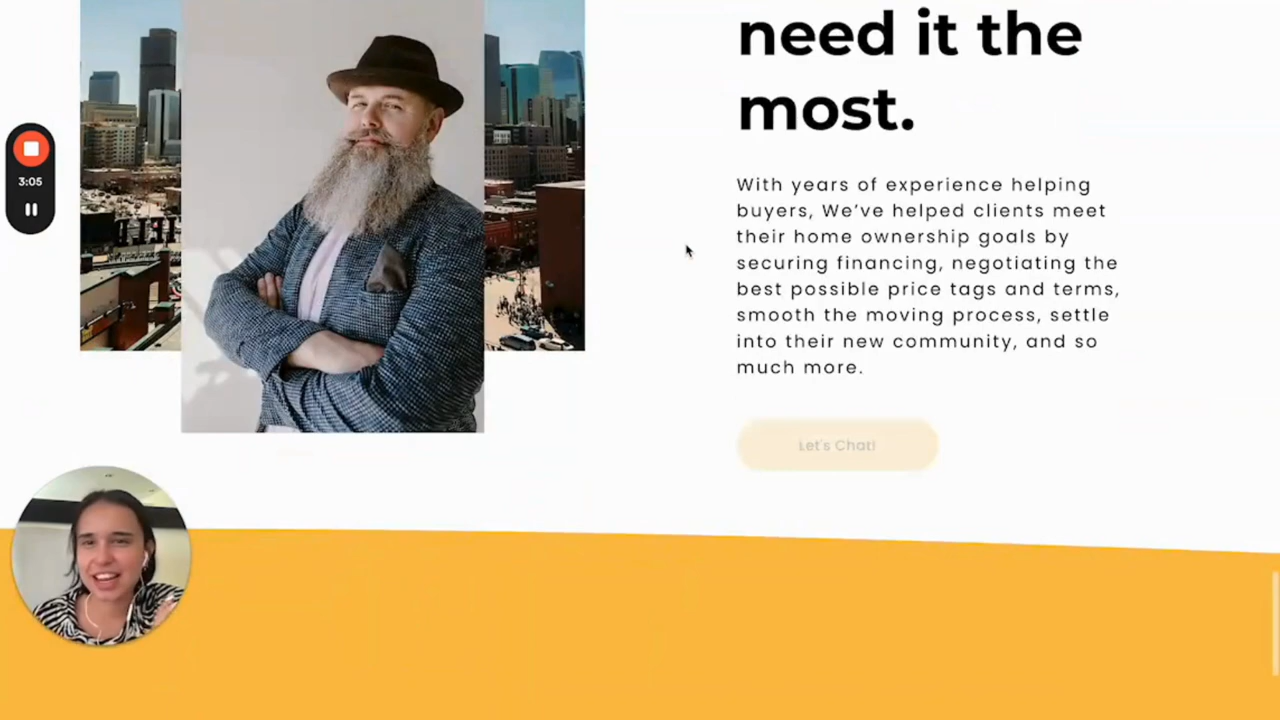 need it the
most.
With years of experience helping
buyers, We've helped clients meet
their home ownership goals by
securing financing, negotiating the
best possible price tags and terms,
smooth the moving process, settle
into their new community, and so
much more.
Let's Chat!
3:05